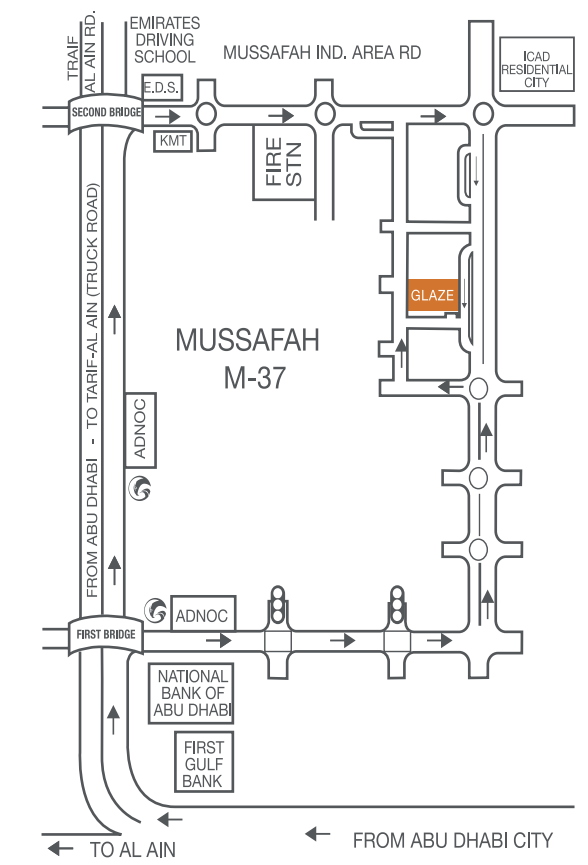 EMIRATES
DRIVING
SCHOOL
TRAIF
AL AIN RD.
MUSSAFAH IND. AREA RD
ICAD
RESIDENTIAL
CITY
E.D.S.
SECOND BRIDGE
KMT
FIRE
STN
GLAZE
MUSSAFAH
M-37
FROM ABU DHABI - TO TARIF-AL AIN (TRUCK ROAD)
ADNOC
ADNOC
FIRST BRIDGE
NATIONAL
BANK OF
ABU DHABI
FIRST
GULF
BANK
TO AL AIN
FROM ABU DHABI CITY